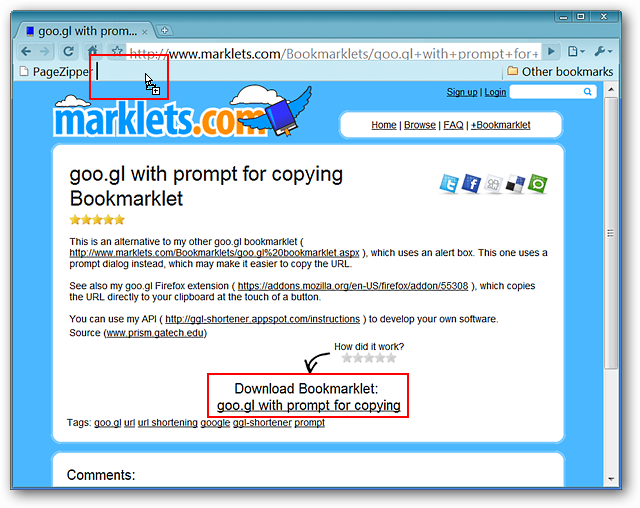 goo.gl with prom...
http://www.marklets.com/Bookmarklets/goo.gl+with+prompt+for+
PageZipper
Other bookmarks
Sign up | Login
marklets.com
Home | Browse | FAQ | +Bookmarklet
goo.gl with prompt for copying
Bookmarklet
This is an alternative to my other goo.gl bookmarklet (
http://www.marklets.com/Bookmarklets/goo.gl%20bookmarklet.aspx ), which uses an alert box. This one uses a
prompt dialog instead, which may make it easier to copy the URL.
See also my goo.gl Firefox extension ( https://addons.mozilla.org/en-US/firefox/addon/55308 ), which copies
the URL directly to your clipboard at the touch of a button.
You can use my API ( http://ggl-shortener.appspot.com/instructions ) to develop your own software.
Source (www.prism.gatech.edu)
How did it work?
Download Bookmarklet:
goo.gl with prompt for copying
Tags: goo.gl url url shortening google ggl-shortener prompt
Comments: